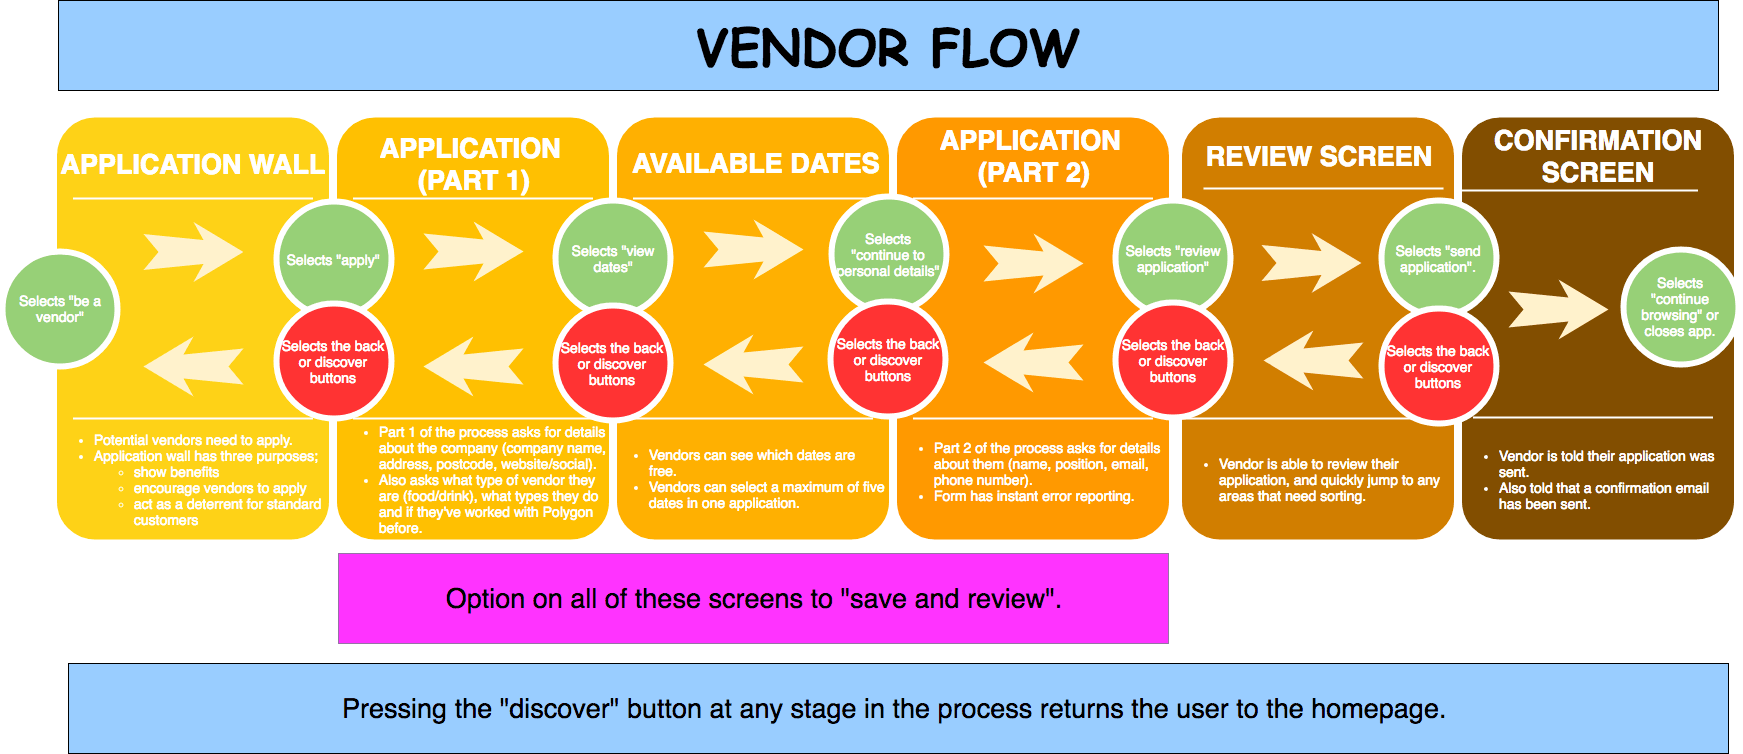 VENDOR FLOW
APPLICATION WALL
Selects "be a
vendor"
Selects "apply"
Selects the back
or discover
buttons
• Potential vendors need to apply.
• Application wall has three purposes;
◦ show benefits
◦ encourage vendors to apply
◦ act as a deterrent for standard
customers
APPLICATION
(PART 1)
Selects "view
dates"
Selects the back
or discover
buttons
• Part 1 of the process asks for details
about the company (company name,
address, postcode, website/social).
• Also asks what type of vendor they
are (food/drink), what types they do
and if they've worked with Polygon
before.
AVAILABLE DATES
Selects
"continue to
personal details"
Selects the back
or discover
buttons
• Vendors can see which dates are
free.
• Vendors can select a maximum of five
dates in one application.
APPLICATION
(PART 2)
Selects "review
application"
Selects the back
or discover
buttons
• Part 2 of the process asks for details
about them (name, position, email,
phone number).
• Form has instant error reporting.
REVIEW SCREEN
Selects "send
application".
Selects the back
or discover
buttons
• Vendor is able to review their
application, and quickly jump to any
areas that need sorting.
CONFIRMATION
SCREEN
Selects
"continue
browsing" or
closes app.
• Vendor is told their application was
sent.
• Also told that a confirmation email
has been sent.
Option on all of these screens to "save and review".
Pressing the "discover" button at any stage in the process returns the user to the homepage.